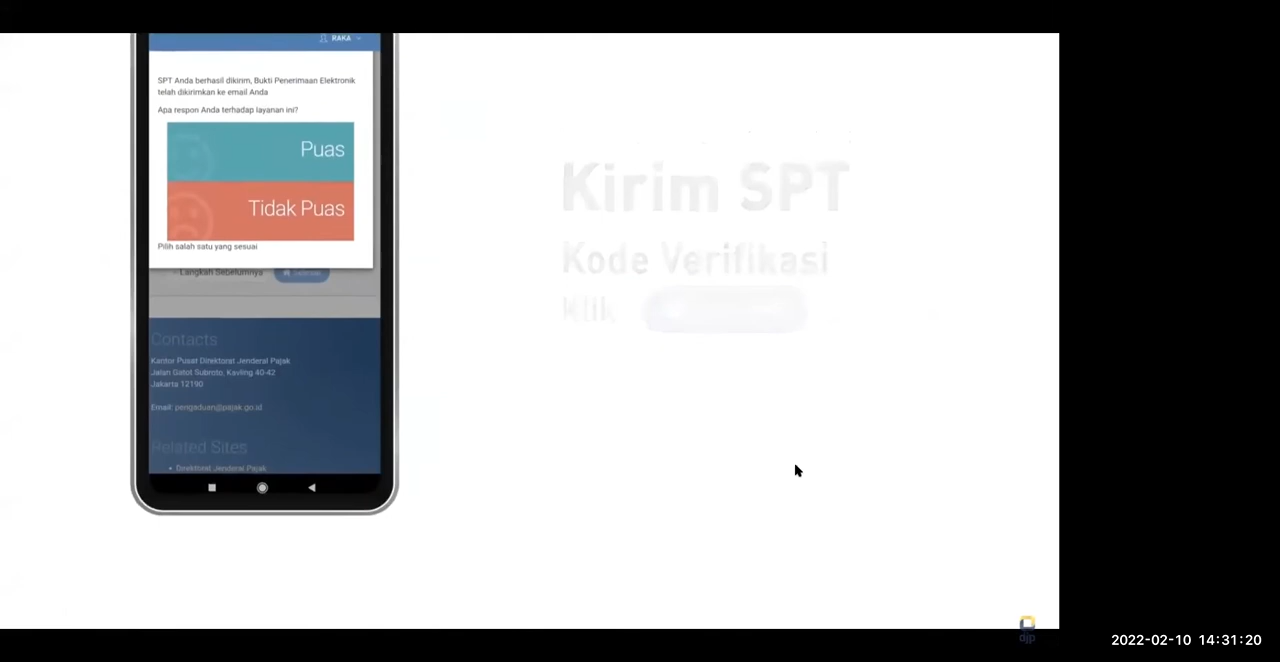 RAKA
SPT Anda berhasil dikirim, Bukti Penerimaan Elektronik
telah dikirimkan ke email Anda
Apa respon Anda terhadap layanan ini?
Puas
Tidak Puas
Pilih salah satu yang sesuai
Langkah Sebelumnya
Contacts
Kantor Pusat Direktorat Jenderal Pajak
Jalan Gatot Subroto, Kavling 40-42
Jakarta 12190
Email: pengaduan@pajak.go.id
Related Sites
• Direktorat Jenderal Pajak
Kirim SPT
Kode Verifikasi
Klik
djp
2022-02-10 14:31:20